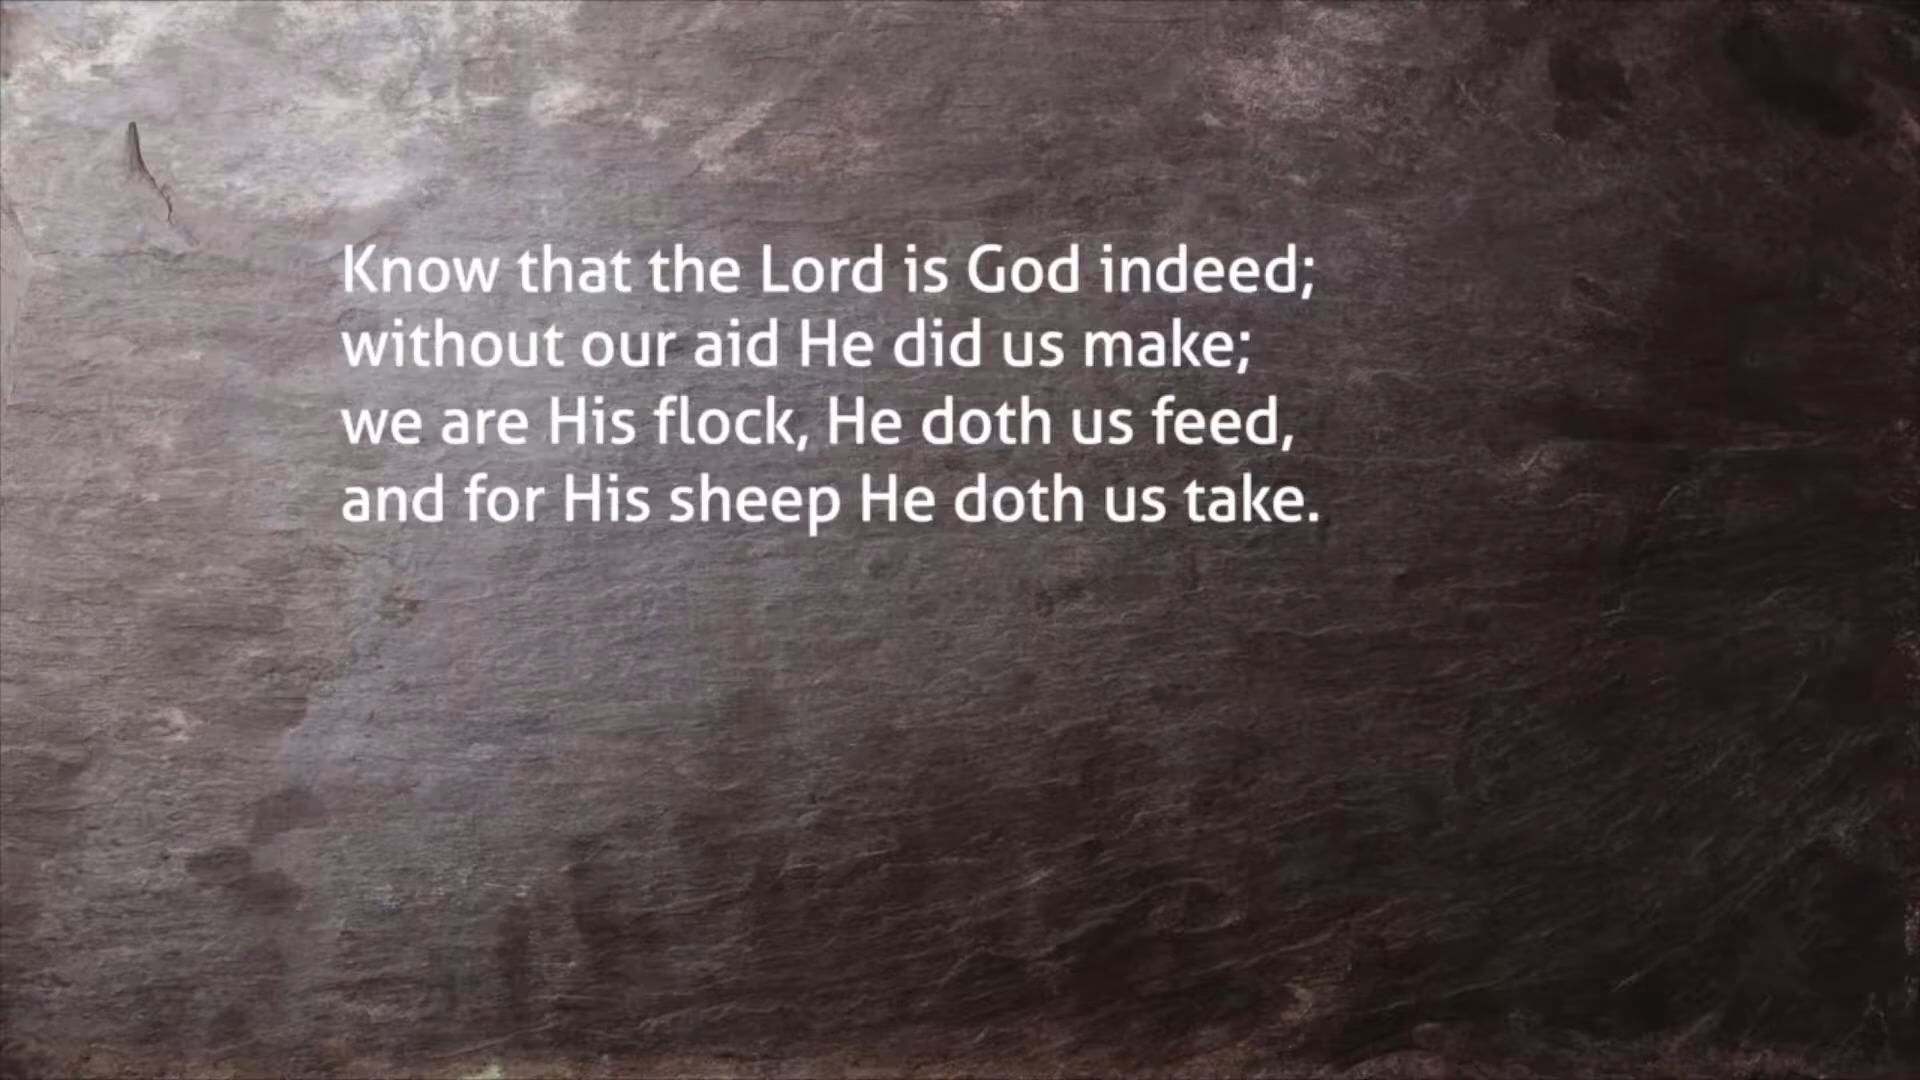 Know that the Lord is God indeed;
without our aid He did us make;
we are His flock, He doth us feed,
and for His sheep He doth us take.